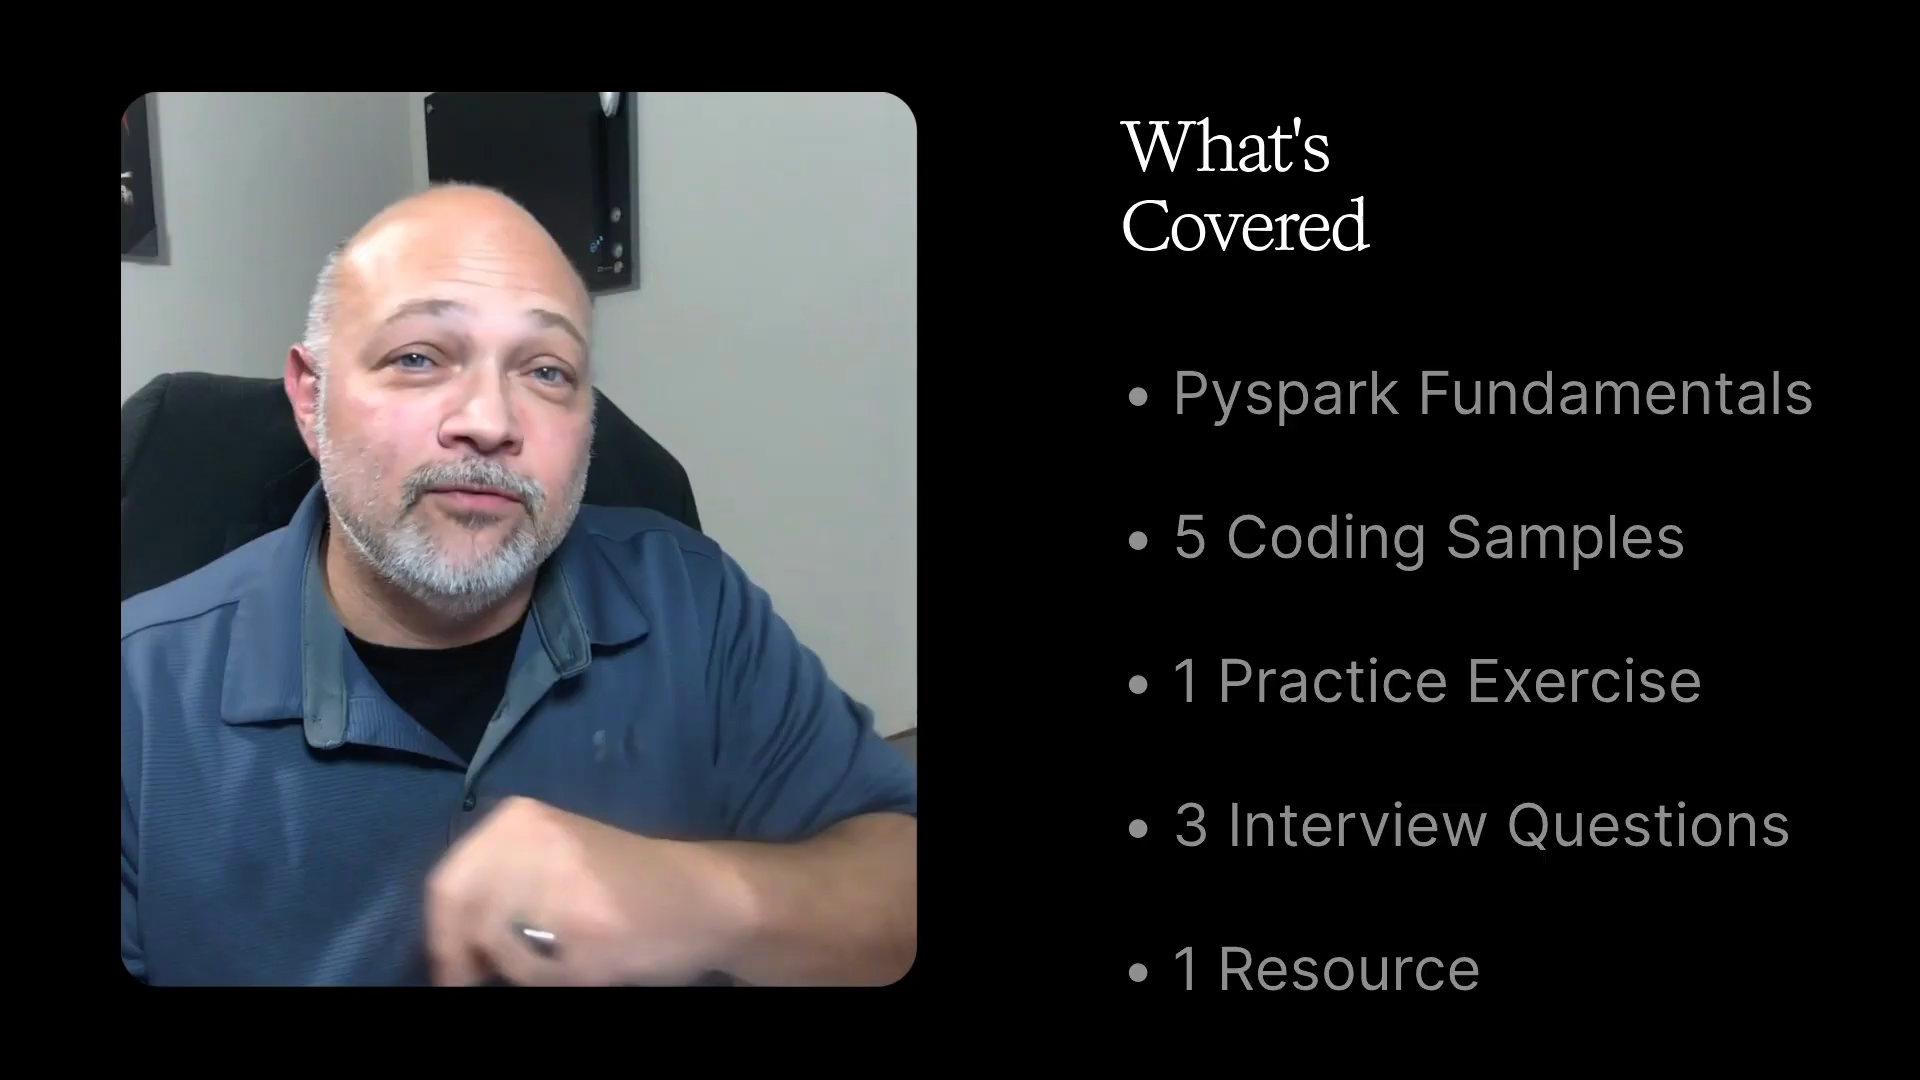 What's
Covered
• Pyspark Fundamentals
• 5 Coding Samples
• 1 Practice Exercise
• 3 Interview Questions
• 1 Resource